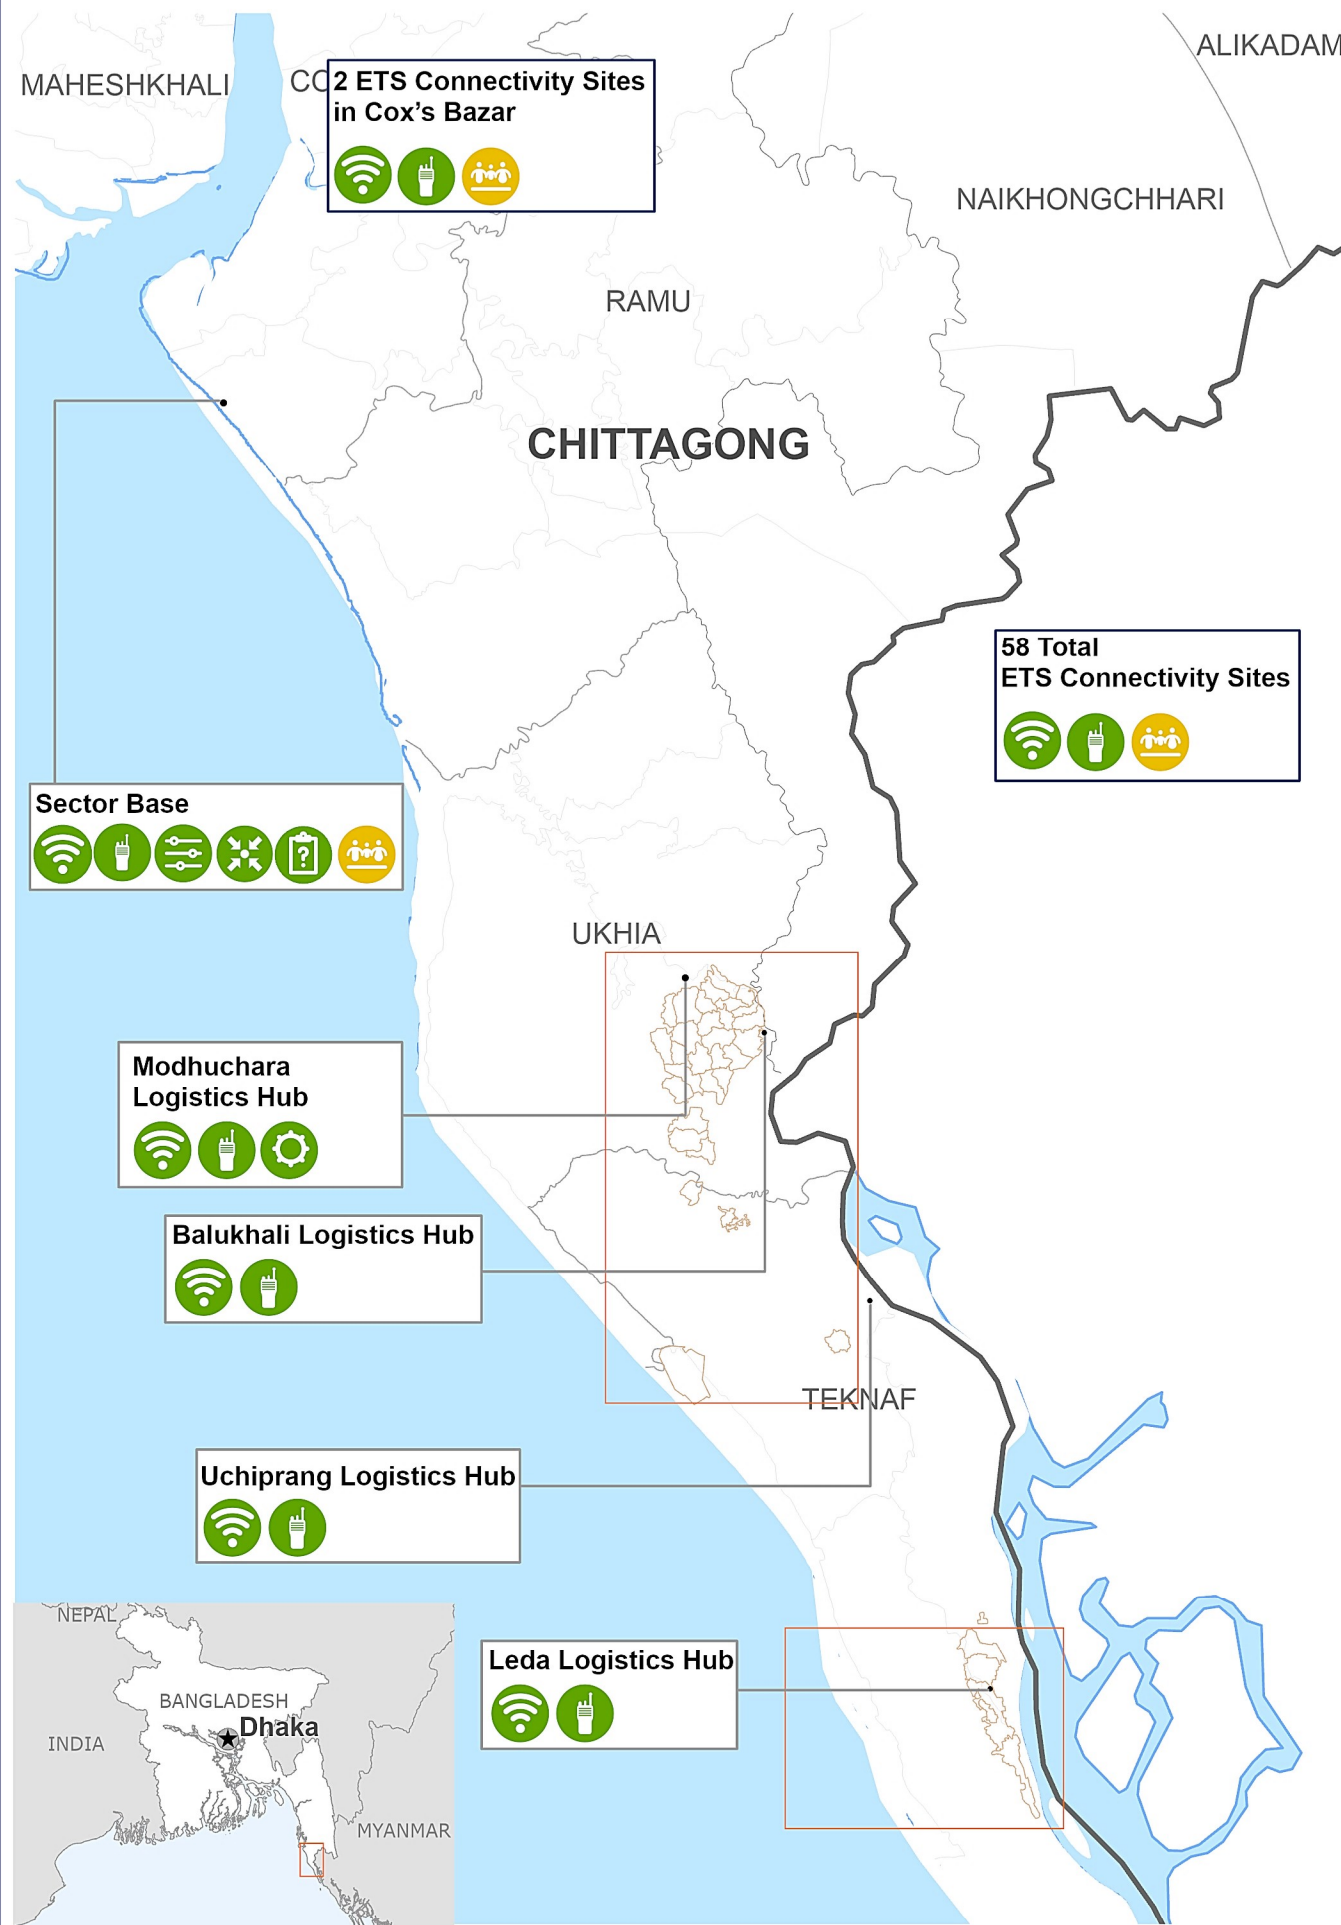 ALIKADAM
MAHESHKHALI
CO
2 ETS Connectivity Sites
in Cox's Bazar
NAIKHONGCHHARI
RAMU
CHITTAGONG
58 Total
ETS Connectivity Sites
Sector Base
?
UKHIA
Modhuchara
Logistics Hub
Balukhali Logistics Hub
TEKNAF
Uchiprang Logistics Hub
Leda Logistics Hub
NEPAL
BANGLADESH
Dhaka
INDIA
MYANMAR